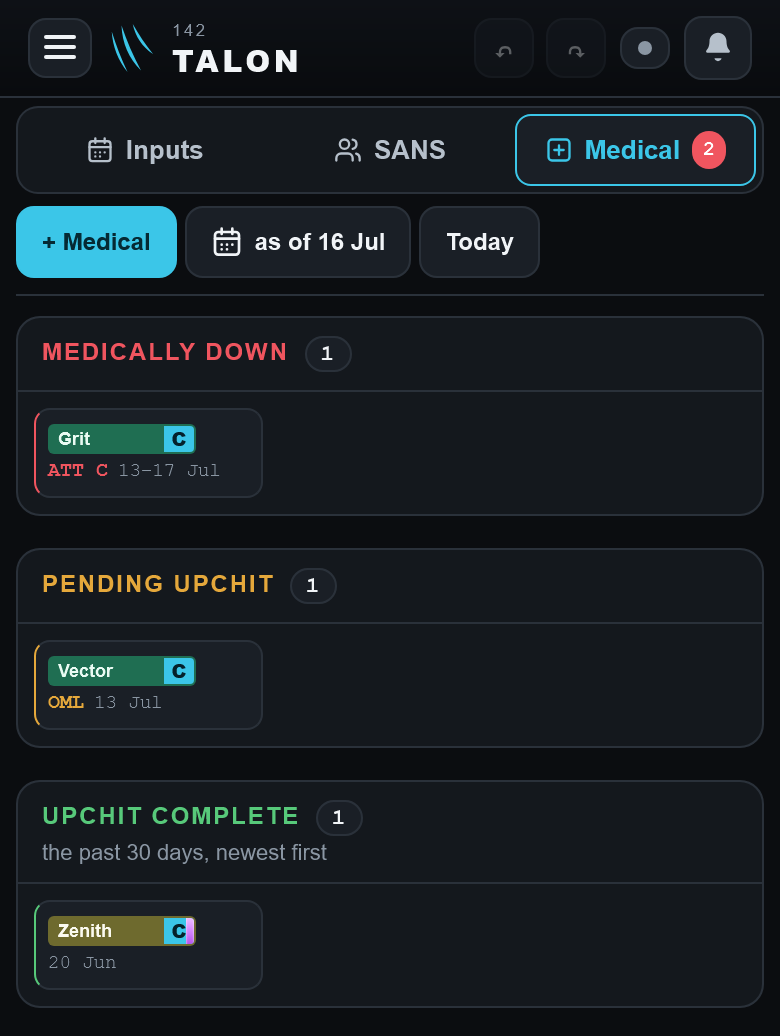 142
TALON
Inputs
SANS
Medical 2
+ Medical
as of 16 Jul
Today
MEDICALLY DOWN 1
Grit C
ATT C 13–17 Jul
PENDING UPCHIT 1
Vector C
OML 13 Jul
UPCHIT COMPLETE 1
the past 30 days, newest first
Zenith C
20 Jun